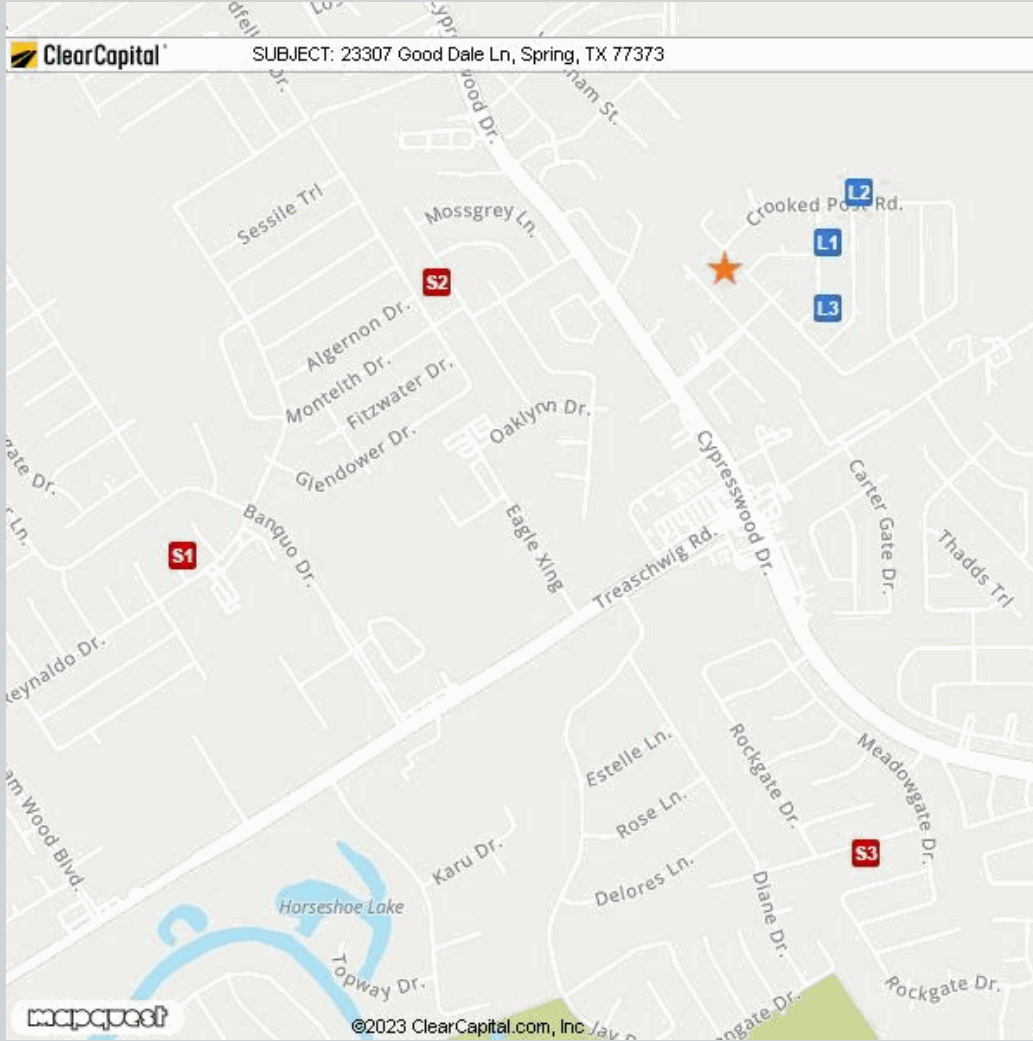 ClearCapital
SUBJECT: 23307 Good Dale Ln, Spring, TX 77373
Sessile Trl
Mossgrey Ln.
Crooked Post Rd.
L2
L1
L3
S2
Algernon Dr.
Montelth Dr.
Fitzwater Dr.
Oaklynn Dr.
Glendower Dr.
Cypresswood Dr.
Carter Gate Dr.
Banquo Dr.
Eagle Xing
Treaschwig Rd.
Thadds Trl
S1
Reynaldo Dr.
Estelle Ln.
Rockgate Dr.
Meadowgate Dr.
Rose Ln.
S3
Karu Dr.
Delores Ln.
Diane Dr.
Horseshoe Lake
Topway Dr.
Rockgate Dr.
mapquest
©2023 ClearCapital.com, Inc